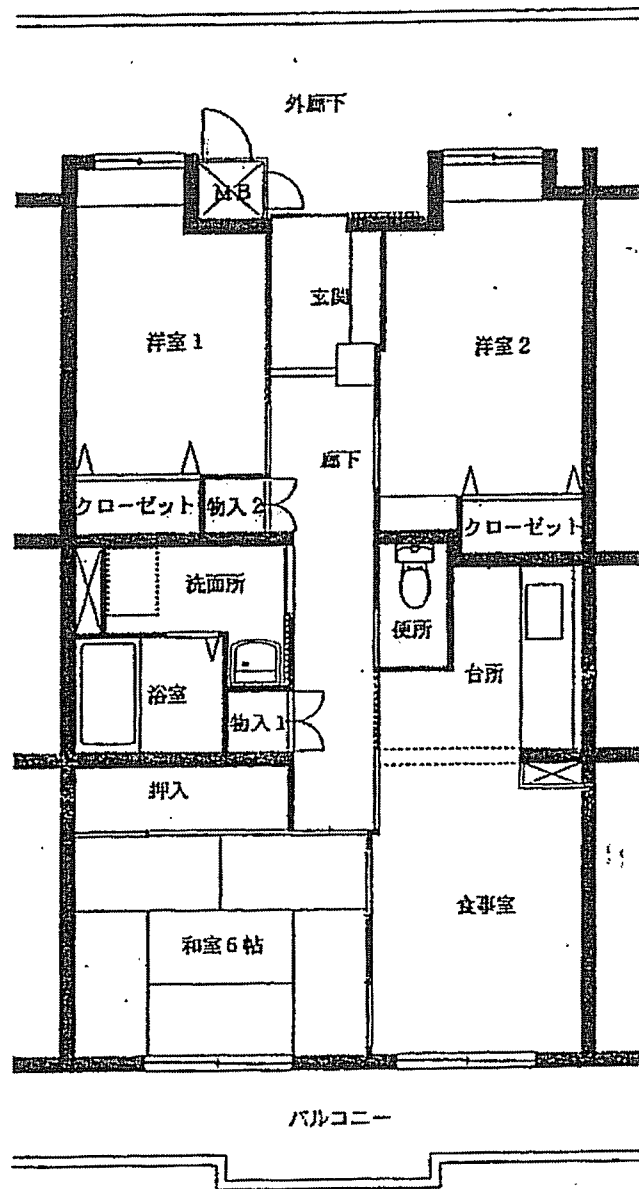 外廊下
MB
玄関
洋室1
洋室2
廊下
クローゼット
物入2
クローゼット
洗面所
便所
台所
浴室
物入1
押入
食事室
和室6帖
バルコニー